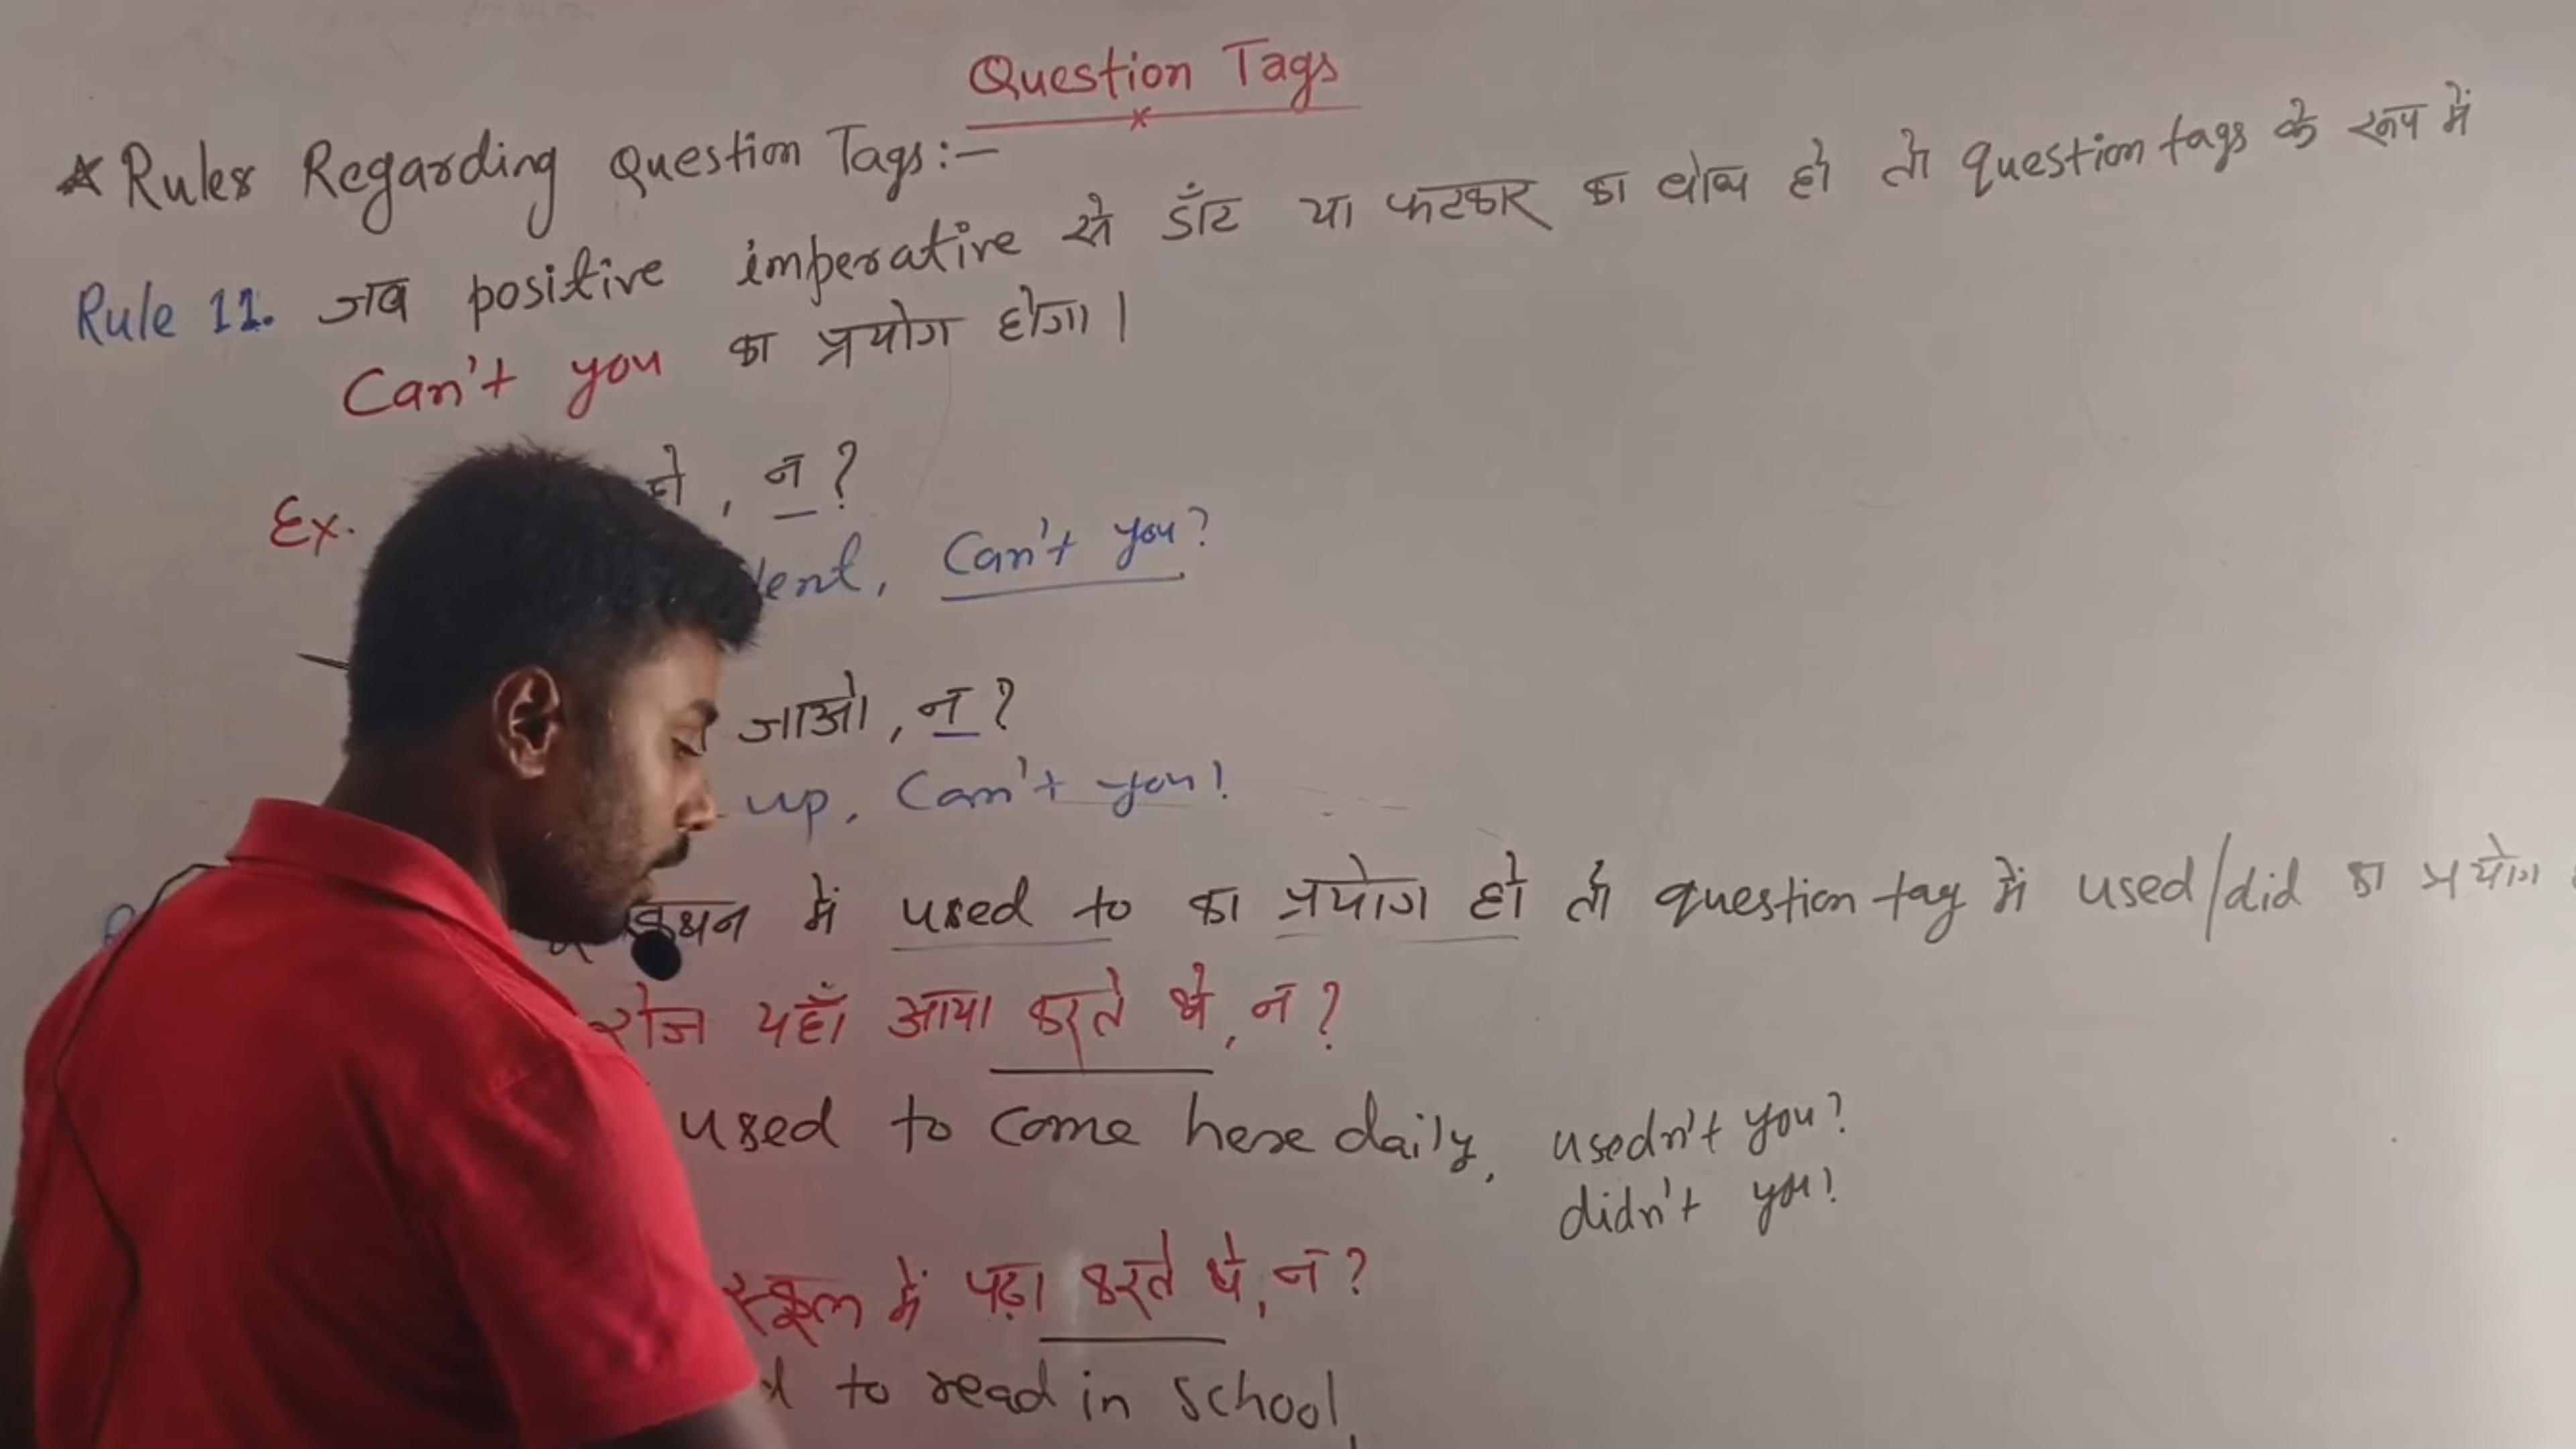 Question Tags
★ Rules Regarding Question Tags:-
Rule 11. जब positive imperative से डाँट या फटकार का बोध हो तो question tags के रूप में
Can't you का प्रयोग होगा।
Ex. , न ?
Can't you?
जाओ, न ?
up, Can't you?
कथन में used to का प्रयोग हो तो question tag में used/did का प्रयोग
रोज यहाँ आया करते थे, न ?
used to come here daily, usedn't you?
didn't you?
स्कूल में पढ़ा करते थे, न ?
to read in school,